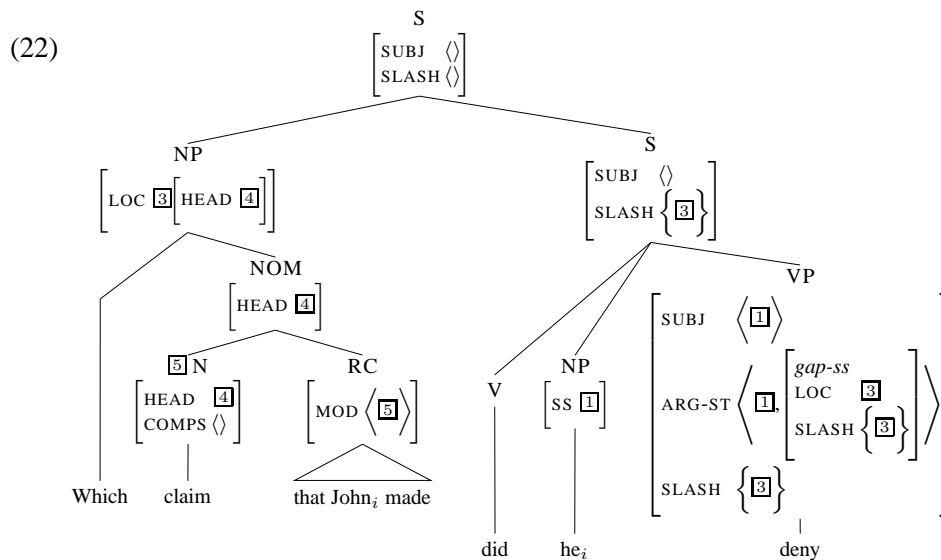 (22)
S
SUBJ ⟨⟩
SLASH ⟨⟩
NP
LOC 3 HEAD 4
S
SUBJ ⟨⟩
SLASH {3}
NOM
HEAD 4
VP
SUBJ ⟨1⟩
ARG-ST ⟨1, gap-ss
LOC 3
SLASH {3}⟩
SLASH {3}
5 N
HEAD 4
COMPS ⟨⟩
RC
MOD ⟨5⟩
V
NP
SS 1
Which claim that John_i made
did he_i deny